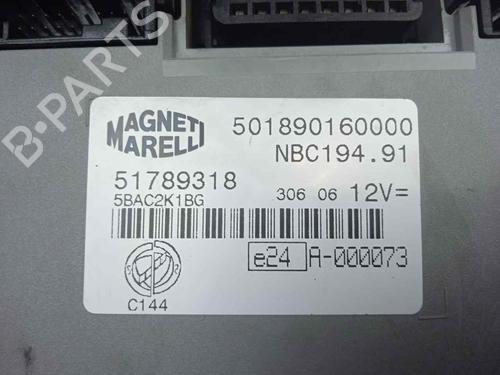 MAGNETI MARELLI
501890160000
NBC194.91
51789318
5BAC2K1BG
306 06 12V=
e24 A-000073
C144
B-Parts